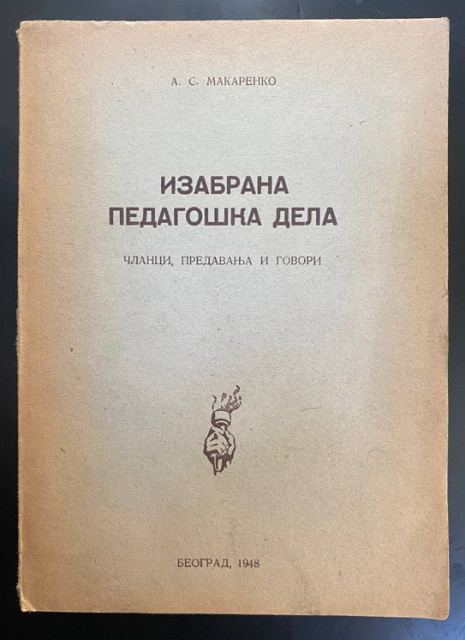 А. С. МАКАРЕНКО
ИЗАБРАНА
ПЕДАГОШКА ДЕЛА
ЧЛАНЦИ, ПРЕДАВАЊА И ГОВОРИ
БЕОГРАД, 1948